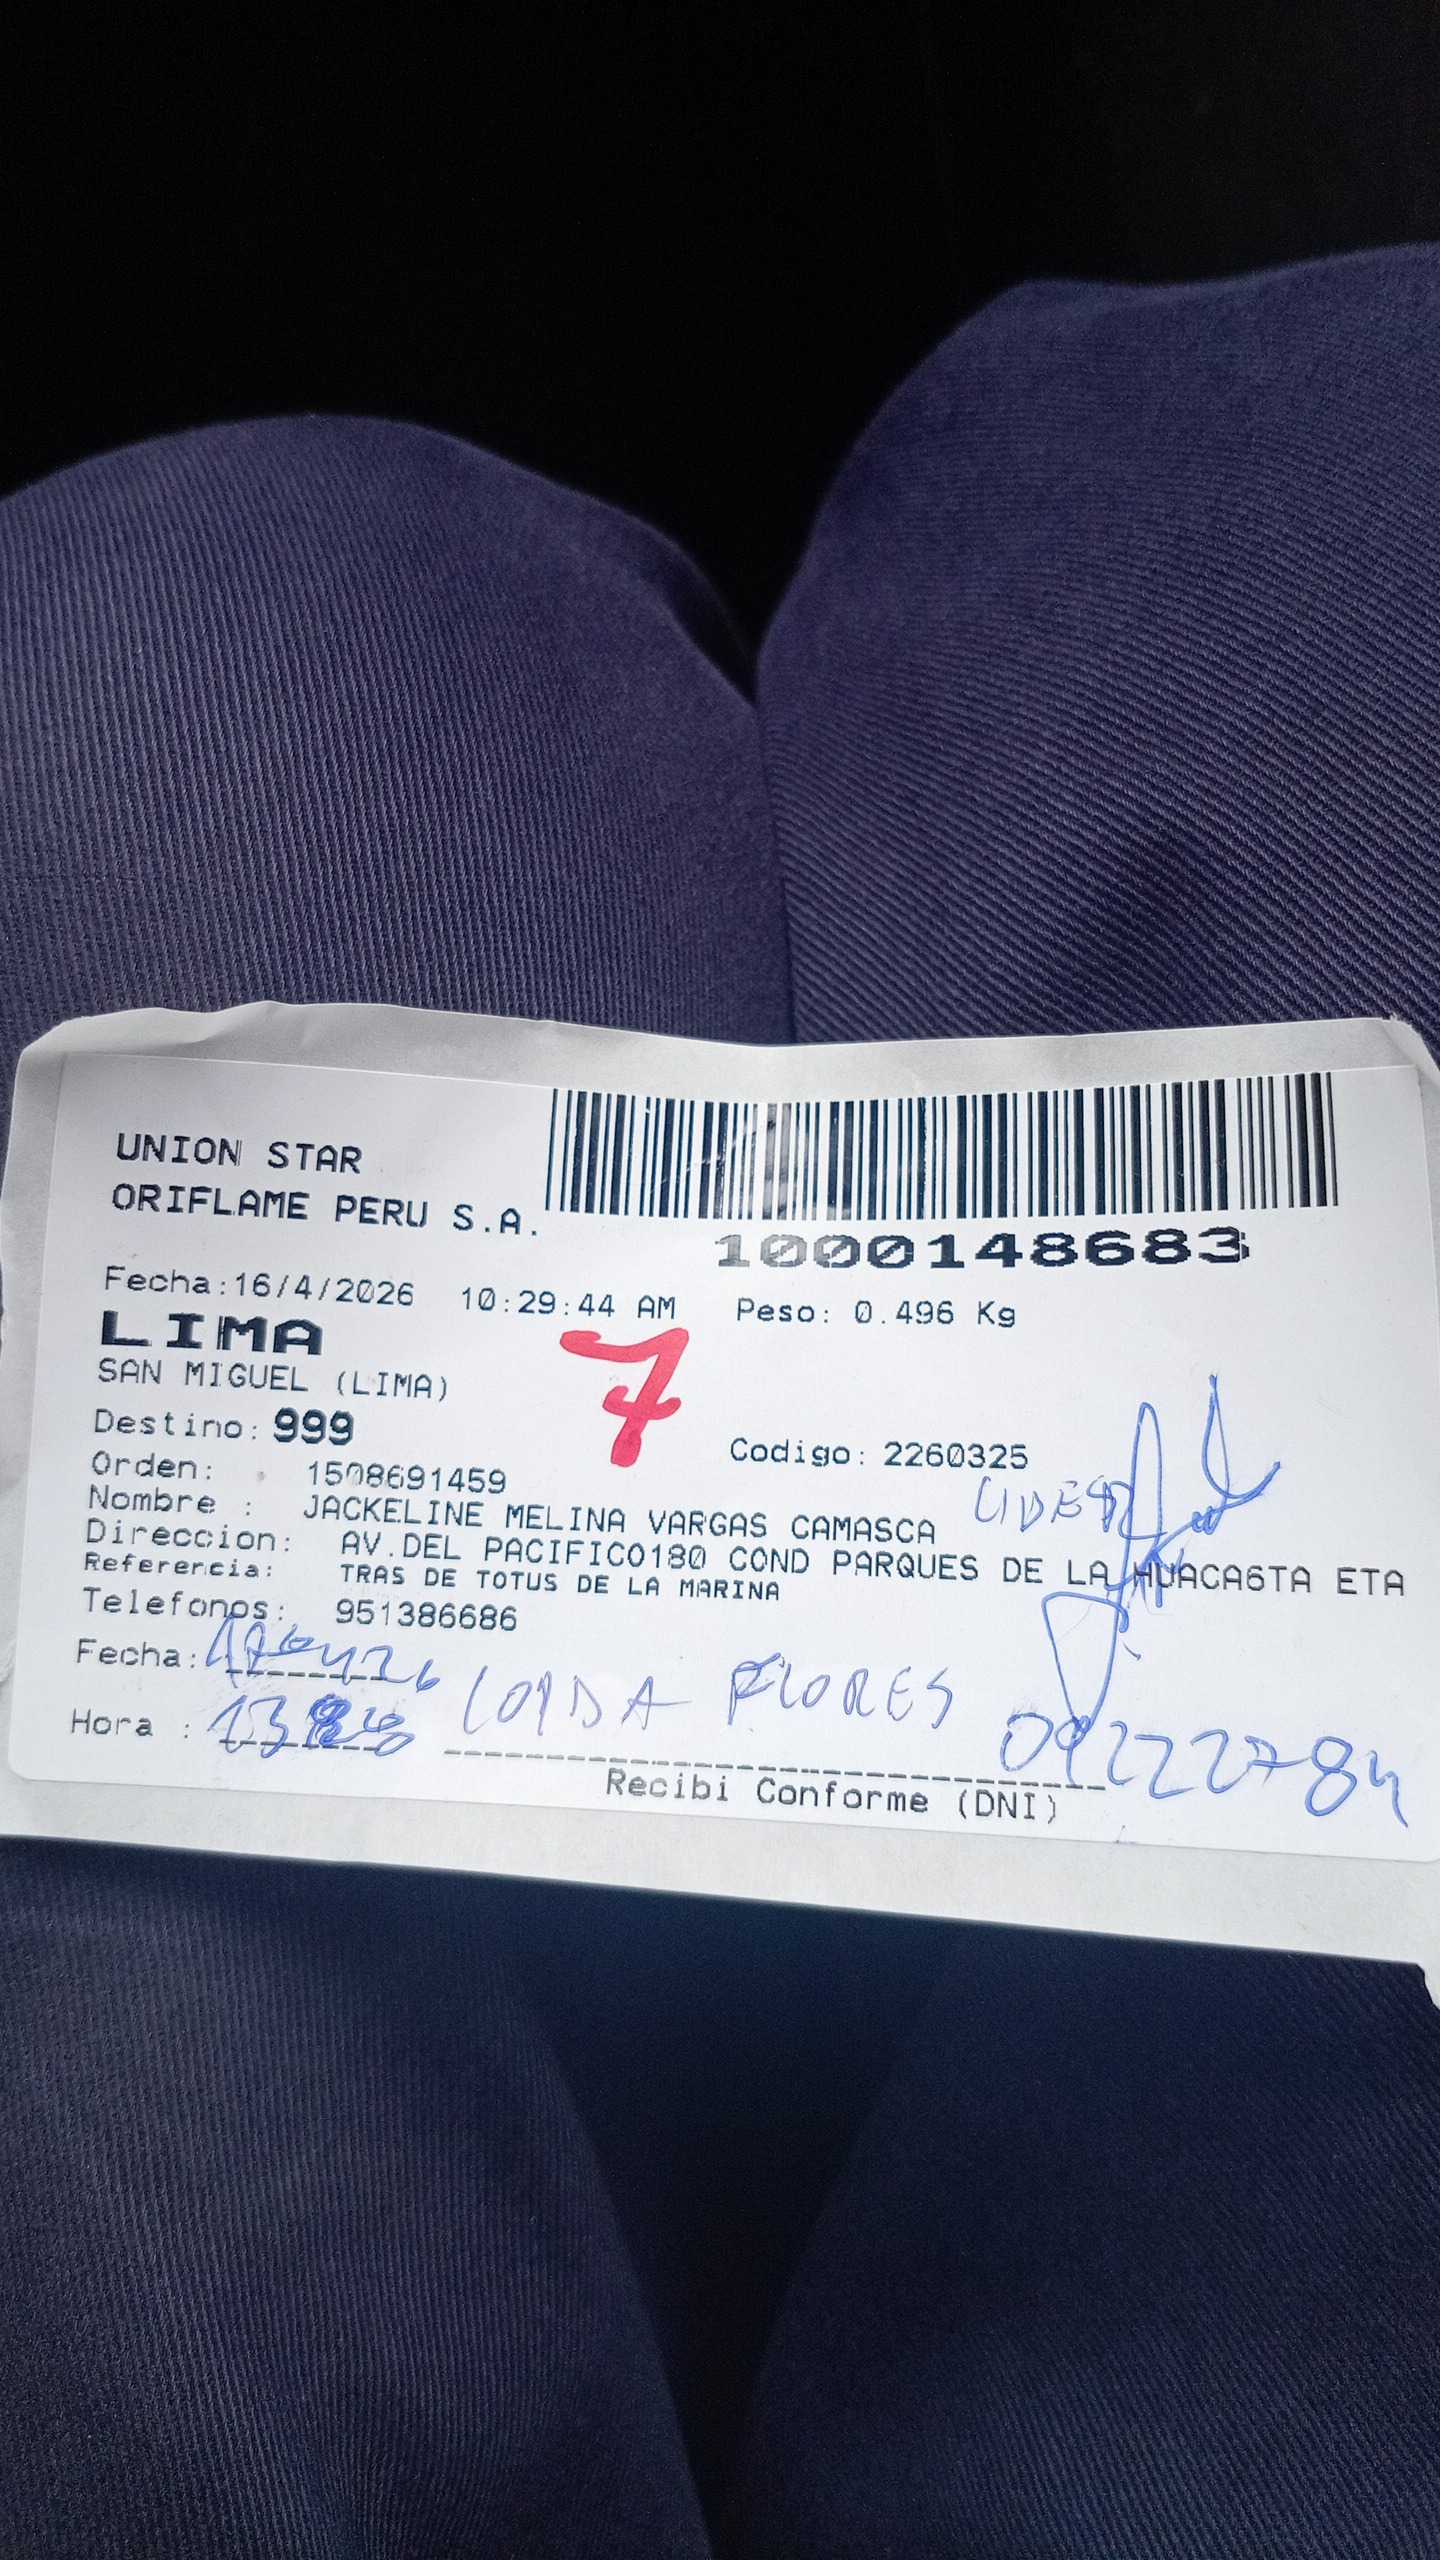 UNION STAR
ORIFLAME PERU S.A.
1000148683
Fecha:16/4/2026 10:29:44 AM Peso: 0.496 Kg
LIMA
7
SAN MIGUEL (LIMA)
Destino: 999
Codigo: 2260325
Orden: 1508691459
LIDER
Nombre : JACKELINE MELINA VARGAS CAMASCA
Direccion: AV.DEL PACIFICO180 COND PARQUES DE LA HUACA6TA ETA
Referencia: TRAS DE TOTUS DE LA MARINA
Telefonos: 951386686
Fecha:
LOIDA FLORES
Hora :
Recibi Conforme (DNI)